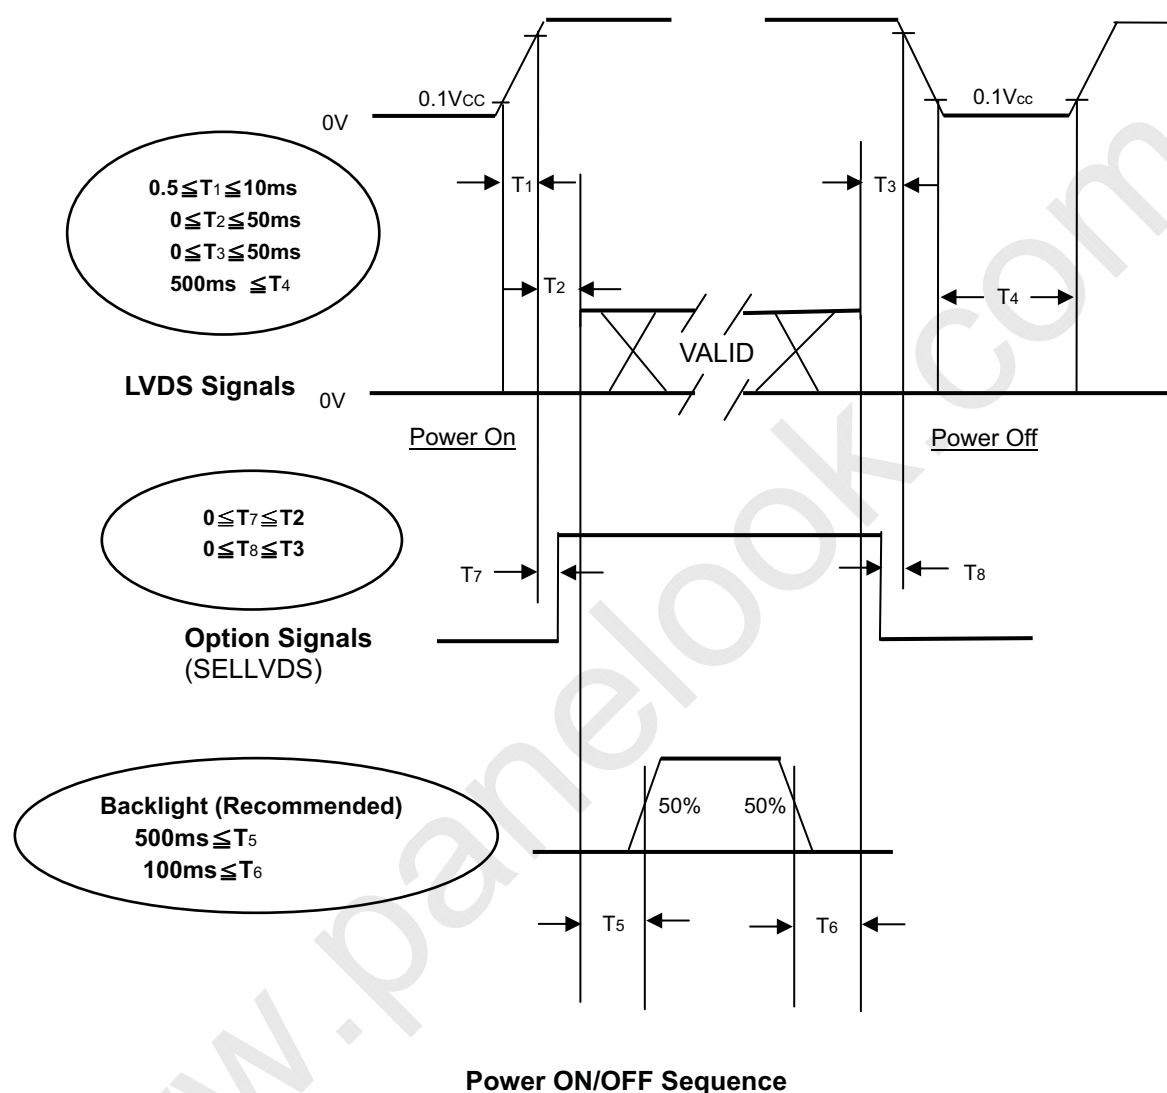 0.1Vcc
0.1Vcc
0V
0.5≦T1≦10ms
0≦T2≦50ms
0≦T3≦50ms
500ms ≦T4
T1
T3
T2
T4
VALID
LVDS Signals
0V
Power On
Power Off
0≦T7≦T2
0≦T8≦T3
T7
T8
Option Signals
(SELLVDS)
Backlight (Recommended)
500ms≦T5
100ms≦T6
50%
50%
T5
T6
Power ON/OFF Sequence
www.panelook.com